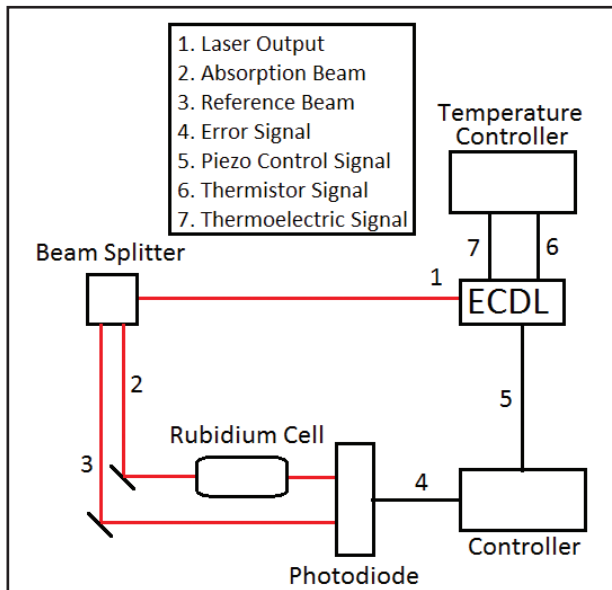 1. Laser Output
2. Absorption Beam
3. Reference Beam
4. Error Signal
5. Piezo Control Signal
6. Thermistor Signal
7. Thermoelectric Signal
Temperature
Controller
7
6
Beam Splitter
1
ECDL
2
5
Rubidium Cell
3
4
Controller
Photodiode